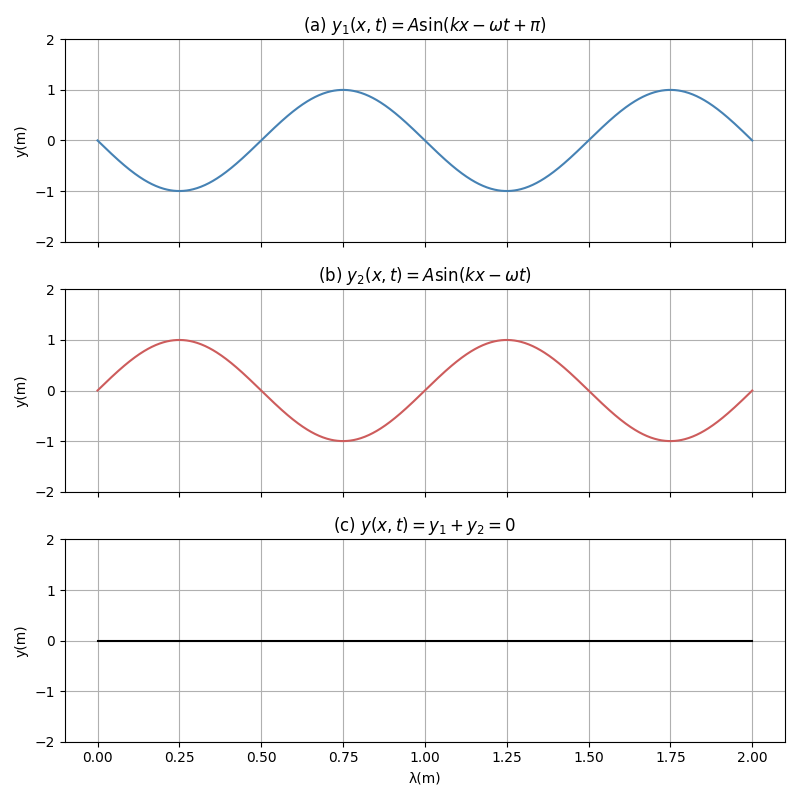 (a) y₁(x, t) = Asin(kx − ωt + π)
2
1
0
−1
−2
y(m)
(b) y₂(x, t) = Asin(kx − ωt)
2
1
0
−1
−2
y(m)
(c) y(x, t) = y₁ + y₂ = 0
2
1
0
−1
−2
y(m)
0.00 0.25 0.50 0.75 1.00 1.25 1.50 1.75 2.00
λ(m)